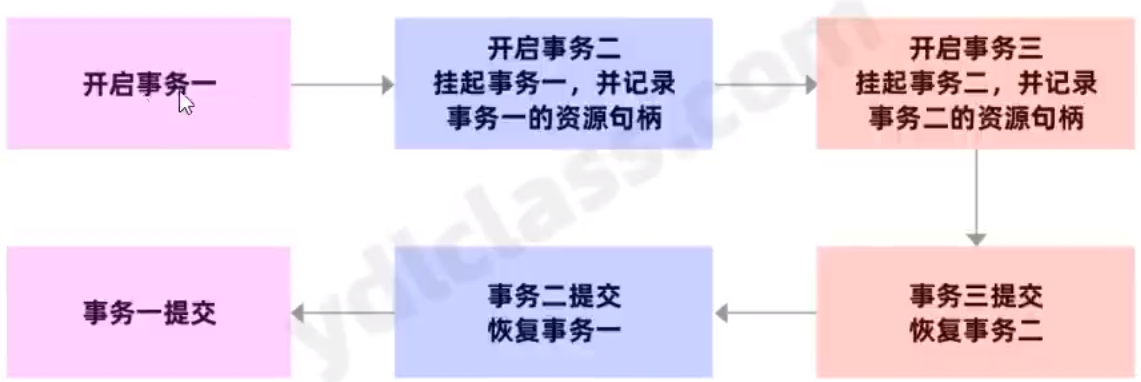 开启事务一
开启事务二
挂起事务一，并记录
事务一的资源句柄
开启事务三
挂起事务二，并记录
事务二的资源句柄
事务一提交
事务二提交
恢复事务一
事务三提交
恢复事务二
ydlclass.com